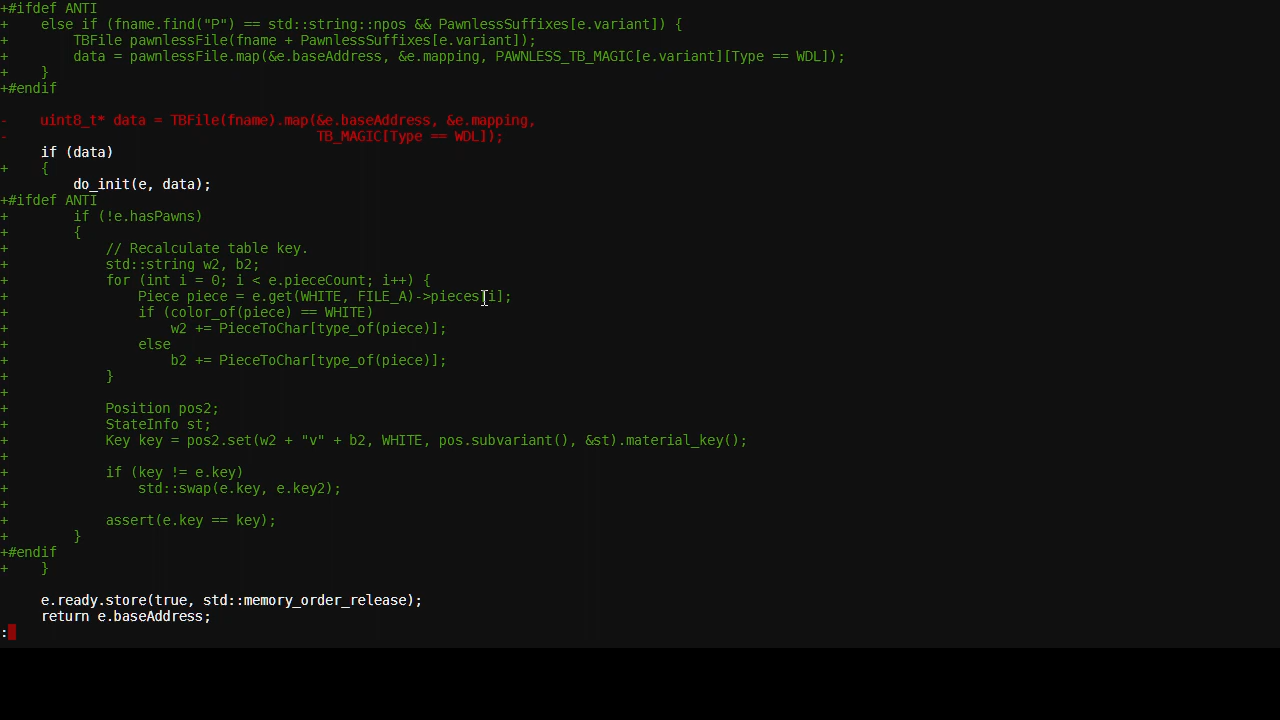 +#ifdef ANTI
+    else if (fname.find("P") == std::string::npos && PawnlessSuffixes[e.variant]) {
+        TBFile pawnlessFile(fname + PawnlessSuffixes[e.variant]);
+        data = pawnlessFile.map(&e.baseAddress, &e.mapping, PAWNLESS_TB_MAGIC[e.variant][Type == WDL]);
+    }
+#endif
-    uint8_t* data = TBFile(fname).map(&e.baseAddress, &e.mapping,
-                                      TB_MAGIC[Type == WDL]);
     if (data)
+    {
         do_init(e, data);
+#ifdef ANTI
+        if (!e.hasPawns)
+        {
+            // Recalculate table key.
+            std::string w2, b2;
+            for (int i = 0; i < e.pieceCount; i++) {
+                Piece piece = e.get(WHITE, FILE_A)->pieces[i];
+                if (color_of(piece) == WHITE)
+                    w2 += PieceToChar[type_of(piece)];
+                else
+                    b2 += PieceToChar[type_of(piece)];
+            }
+
+            Position pos2;
+            StateInfo st;
+            Key key = pos2.set(w2 + "v" + b2, WHITE, pos.subvariant(), &st).material_key();
+
+            if (key != e.key)
+                std::swap(e.key, e.key2);
+
+            assert(e.key == key);
+        }
+#endif
+    }
     e.ready.store(true, std::memory_order_release);
     return e.baseAddress;
: